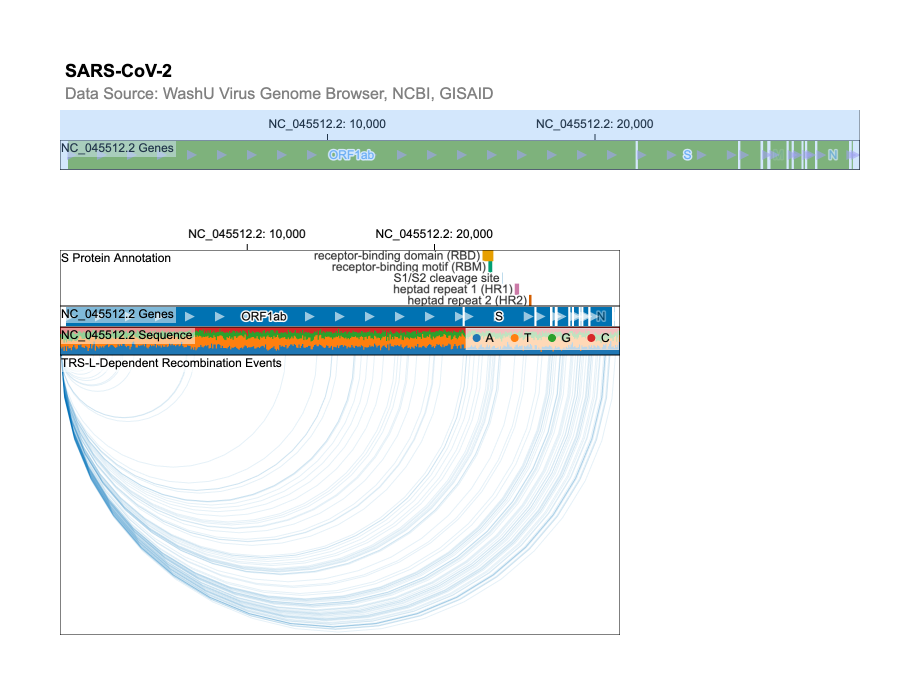 SARS-CoV-2
Data Source: WashU Virus Genome Browser, NCBI, GISAID
NC_045512.2: 10,000 NC_045512.2: 20,000
NC_045512.2 Genes ORF1ab S N
NC_045512.2: 10,000 NC_045512.2: 20,000
S Protein Annotation
receptor-binding domain (RBD)
receptor-binding motif (RBM)
S1/S2 cleavage site
heptad repeat 1 (HR1)
heptad repeat 2 (HR2)
NC_045512.2 Genes ORF1ab S N
NC_045512.2 Sequence A T G C
TRS-L-Dependent Recombination Events